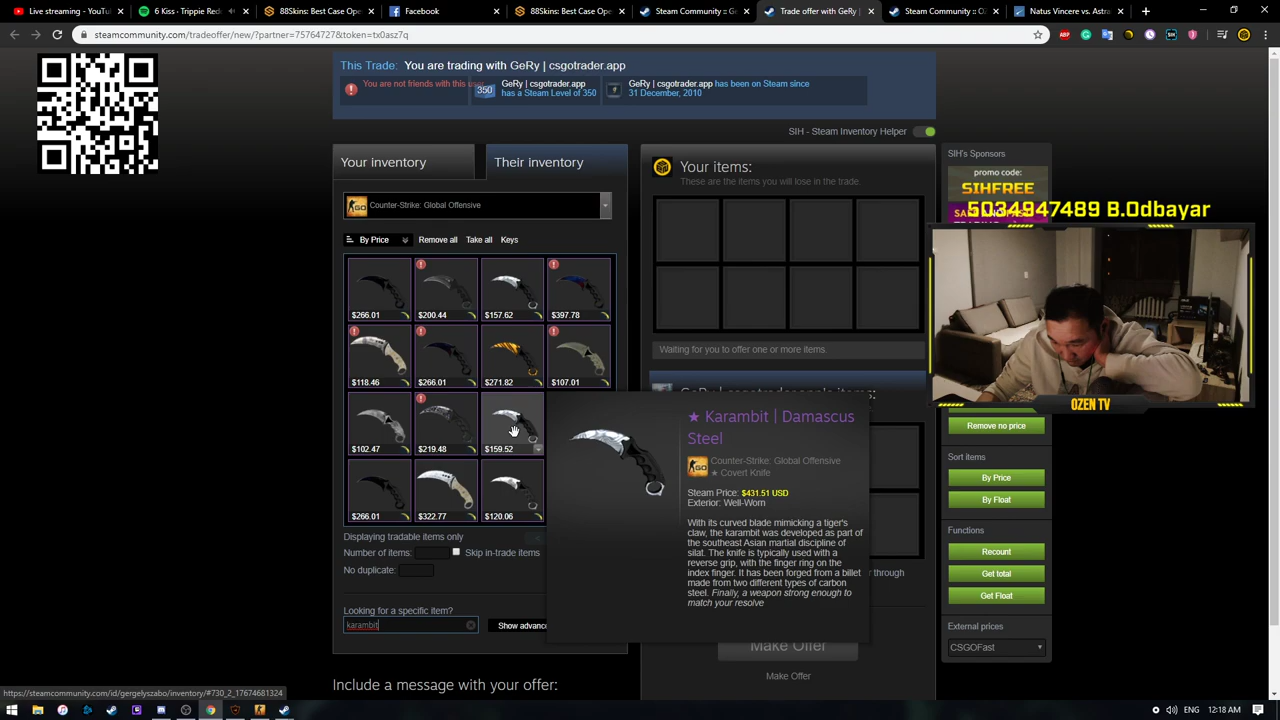 Live streaming - YouTu
6 Kiss · Trippie Redd
88Skins: Best Case Ope
Facebook
88Skins: Best Case Ope
Steam Community :: Ge
Trade offer with GeRy |
Steam Community :: O
Natus Vincere vs. Astra
steamcommunity.com/tradeoffer/new/?partner=75764727&token=tx0asz7q
This Trade: You are trading with GeRy | csgotrader.app
You are not friends with this user
350
GeRy | csgotrader.app has a Steam Level of 350
GeRy | csgotrader.app has been on Steam since 31 December, 2010
SIH - Steam Inventory Helper
Your inventory
Their inventory
Counter-Strike: Global Offensive
By Price
Remove all
Take all
Keys
$266.01
$200.44
$157.62
$397.78
$118.46
$266.01
$271.82
$107.01
$102.47
$219.48
$159.52
$266.01
$322.77
$120.06
Displaying tradable items only
Number of items:
Skip in-trade items
No duplicate:
Looking for a specific item?
karambit
Show advanc
Include a message with your offer:
Your items:
These are the items you will lose in the trade.
Waiting for you to offer one or more items.
★ Karambit | Damascus
Steel
Counter-Strike: Global Offensive
★ Covert Knife
Steam Price: $431.51 USD
Exterior: Well-Worn
With its curved blade mimicking a tiger's
claw, the karambit was developed as part of
the southeast Asian martial discipline of
silat. The knife is typically used with a
reverse grip, with the finger ring on the
index finger. It has been forged from a billet
made from two different types of carbon
steel. Finally, a weapon strong enough to
match your resolve
Make Offer
Make Offer
SIH's Sponsors
promo code:
SIHFREE
5034947489 B.Odbayar
OZEN TV
Remove no price
Sort items
By Price
By Float
Functions
Recount
Get total
Get Float
External prices
CSGOFast
https://steamcommunity.com/id/gergelyszabo/inventory/#730_2_17674681324
12:18 AM